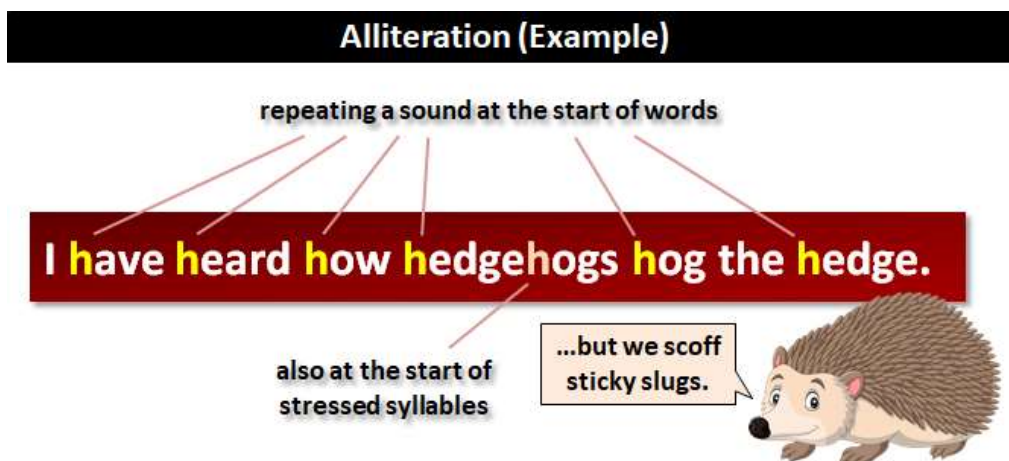 Alliteration (Example)
repeating a sound at the start of words
I have heard how hedgehogs hog the hedge.
also at the start of
stressed syllables
...but we scoff
sticky slugs.